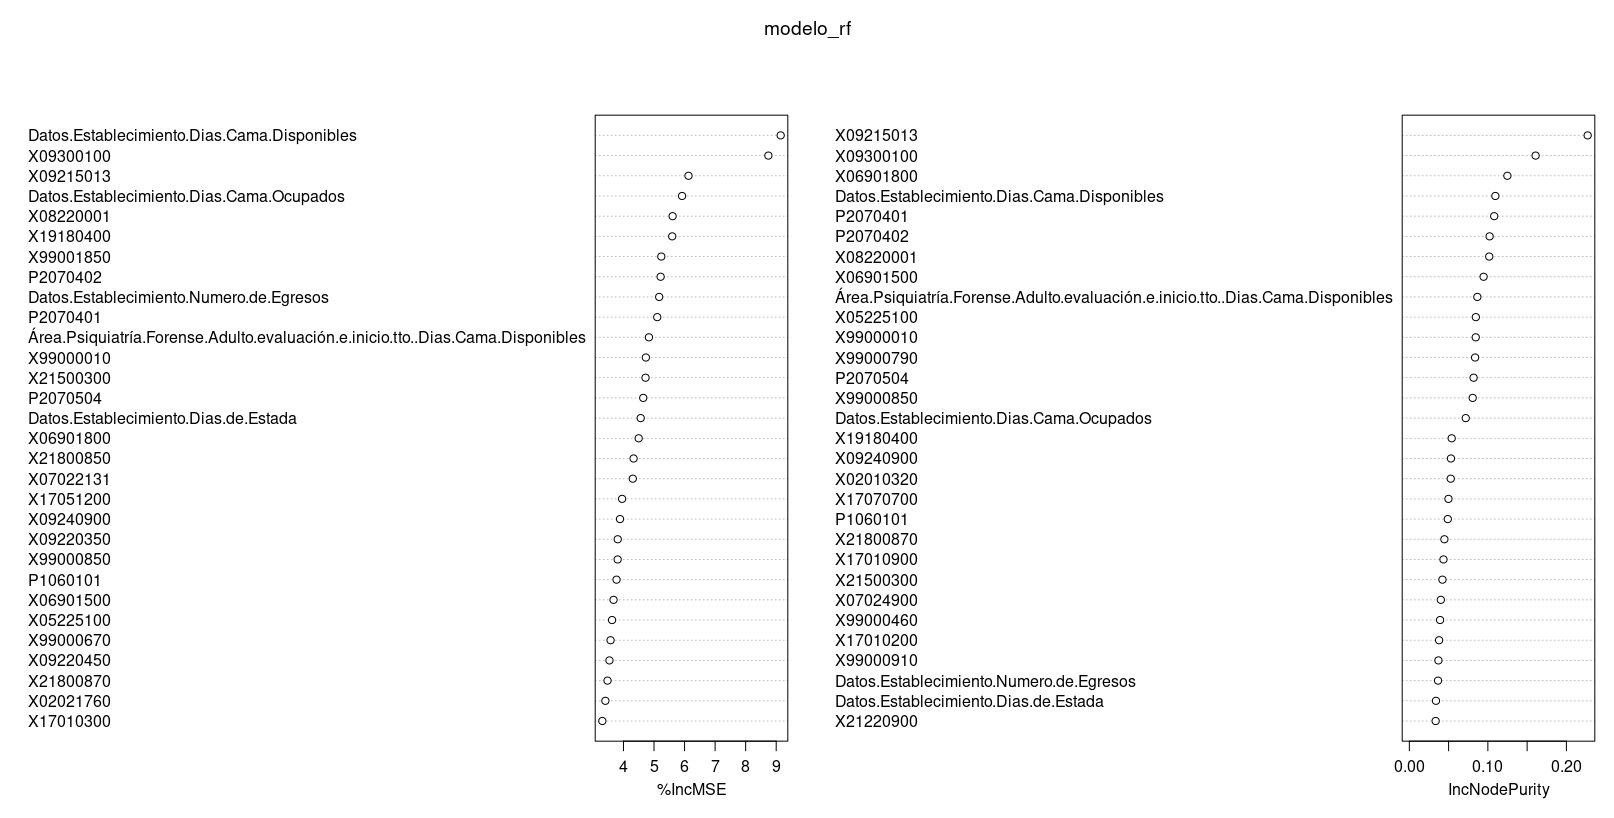 modelo_rf
Datos.Establecimiento.Dias.Cama.Disponibles
X09300100
X09215013
Datos.Establecimiento.Dias.Cama.Ocupados
X08220001
X19180400
X99001850
P2070402
Datos.Establecimiento.Numero.de.Egresos
P2070401
Área.Psiquiatría.Forense.Adulto.evaluación.e.inicio.tto..Dias.Cama.Disponibles
X99000010
X21500300
P2070504
Datos.Establecimiento.Dias.de.Estada
X06901800
X21800850
X07022131
X17051200
X09240900
X09220350
X99000850
P1060101
X06901500
X05225100
X99000670
X09220450
X21800870
X02021760
X17010300
4 5 6 7 8 9
%IncMSE
X09215013
X09300100
X06901800
Datos.Establecimiento.Dias.Cama.Disponibles
P2070401
P2070402
X08220001
X06901500
Área.Psiquiatría.Forense.Adulto.evaluación.e.inicio.tto..Dias.Cama.Disponibles
X05225100
X99000010
X99000790
P2070504
X99000850
Datos.Establecimiento.Dias.Cama.Ocupados
X19180400
X09240900
X02010320
X17070700
P1060101
X21800870
X17010900
X21500300
X07024900
X99000460
X17010200
X99000910
Datos.Establecimiento.Numero.de.Egresos
Datos.Establecimiento.Dias.de.Estada
X21220900
0.00 0.10 0.20
IncNodePurity